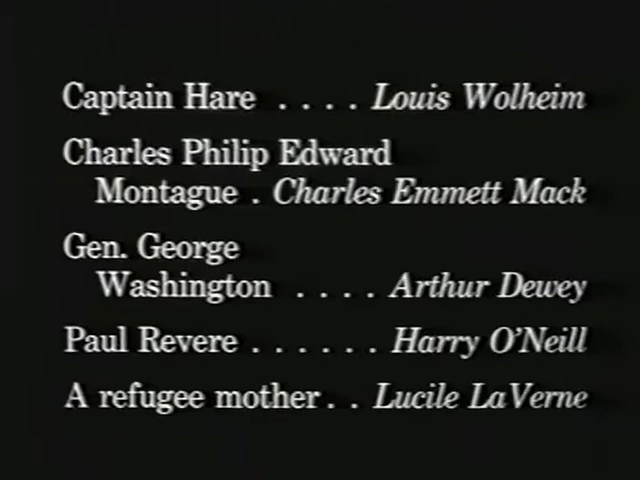 Captain Hare . . . . Louis Wolheim
Charles Philip Edward
Montague . Charles Emmett Mack
Gen. George
Washington . . . . Arthur Dewey
Paul Revere . . . . . . Harry O'Neill
A refugee mother . . Lucile LaVerne